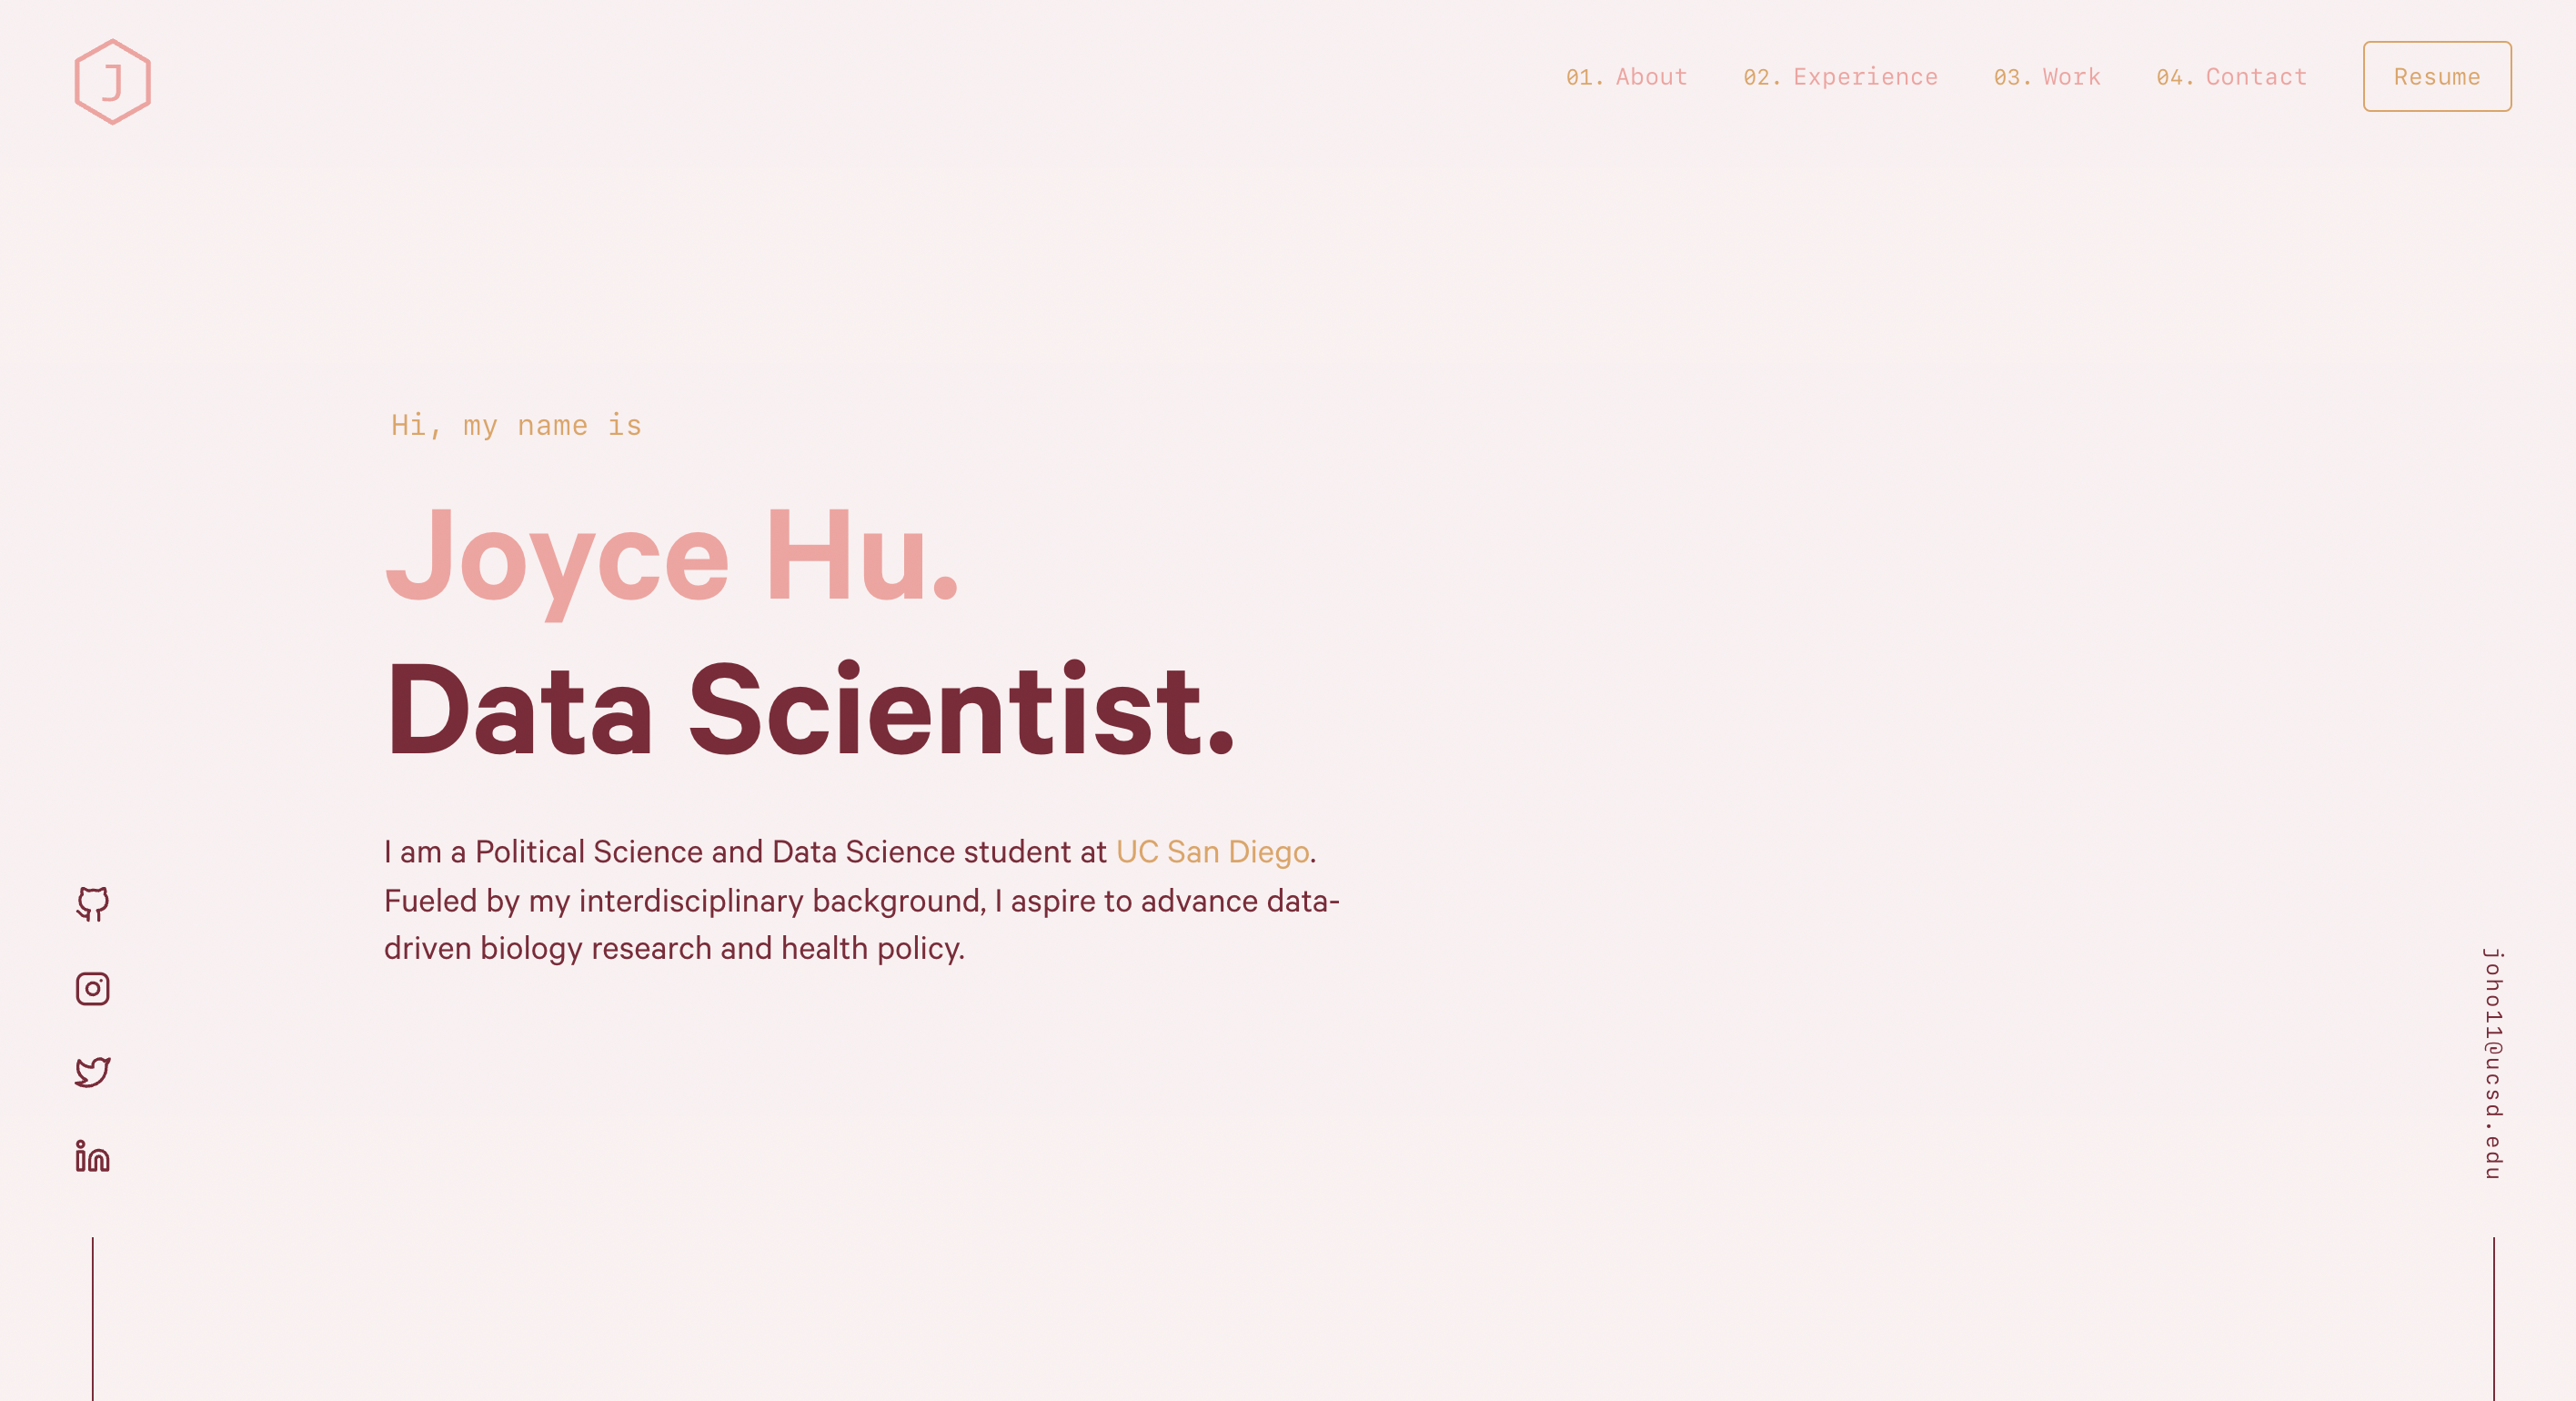 J
01. About 02. Experience 03. Work 04. Contact Resume
Hi, my name is
Joyce Hu.
Data Scientist.
I am a Political Science and Data Science student at UC San Diego.
Fueled by my interdisciplinary background, I aspire to advance data-
driven biology research and health policy.
joho11@ucsd.edu